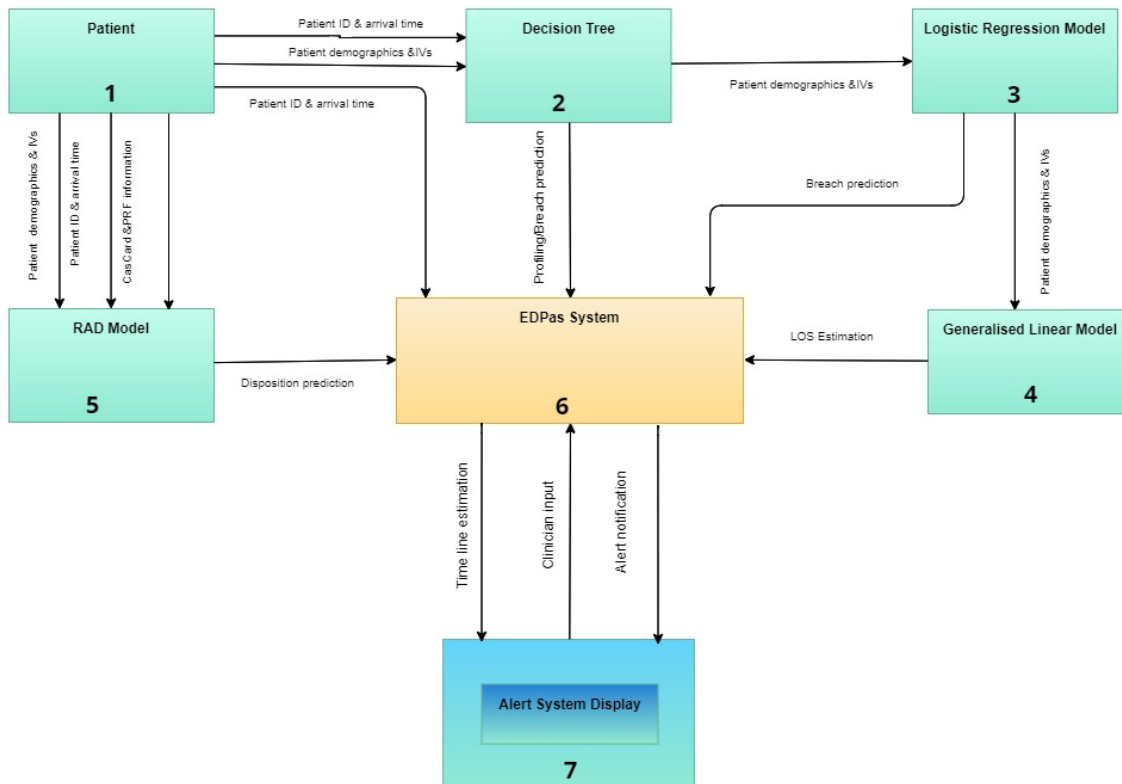 Patient
1
Patient ID & arrival time
Patient demographics &IVs
Patient ID & arrival time
Decision Tree
2
Patient demographics &IVs
Logistic Regression Model
3
Patient demographics & IVs
Patient ID & arrival time
CasCard &PRF information
Profiling/Breach prediction
Breach prediction
Patient demographics & IVs
RAD Model
5
Disposition prediction
EDPas System
6
LOS Estimation
Generalised Linear Model
4
Time line estimation
Clinician input
Alert notification
Alert System Display
7